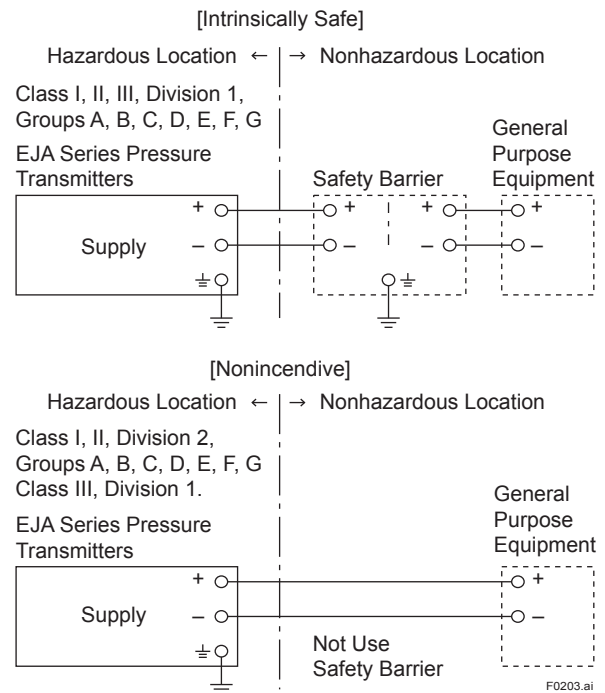 [Intrinsically Safe]
Hazardous Location ← → Nonhazardous Location
Class I, II, III, Division 1,
Groups A, B, C, D, E, F, G
EJA Series Pressure
Transmitters
Safety Barrier
General
Purpose
Equipment
+ + + +
Supply – – – –
[Nonincendive]
Hazardous Location ← → Nonhazardous Location
Class I, II, Division 2,
Groups A, B, C, D, E, F, G
Class III, Division 1.
EJA Series Pressure
Transmitters
General
Purpose
Equipment
+ +
Supply – –
Not Use
Safety Barrier
F0203.ai